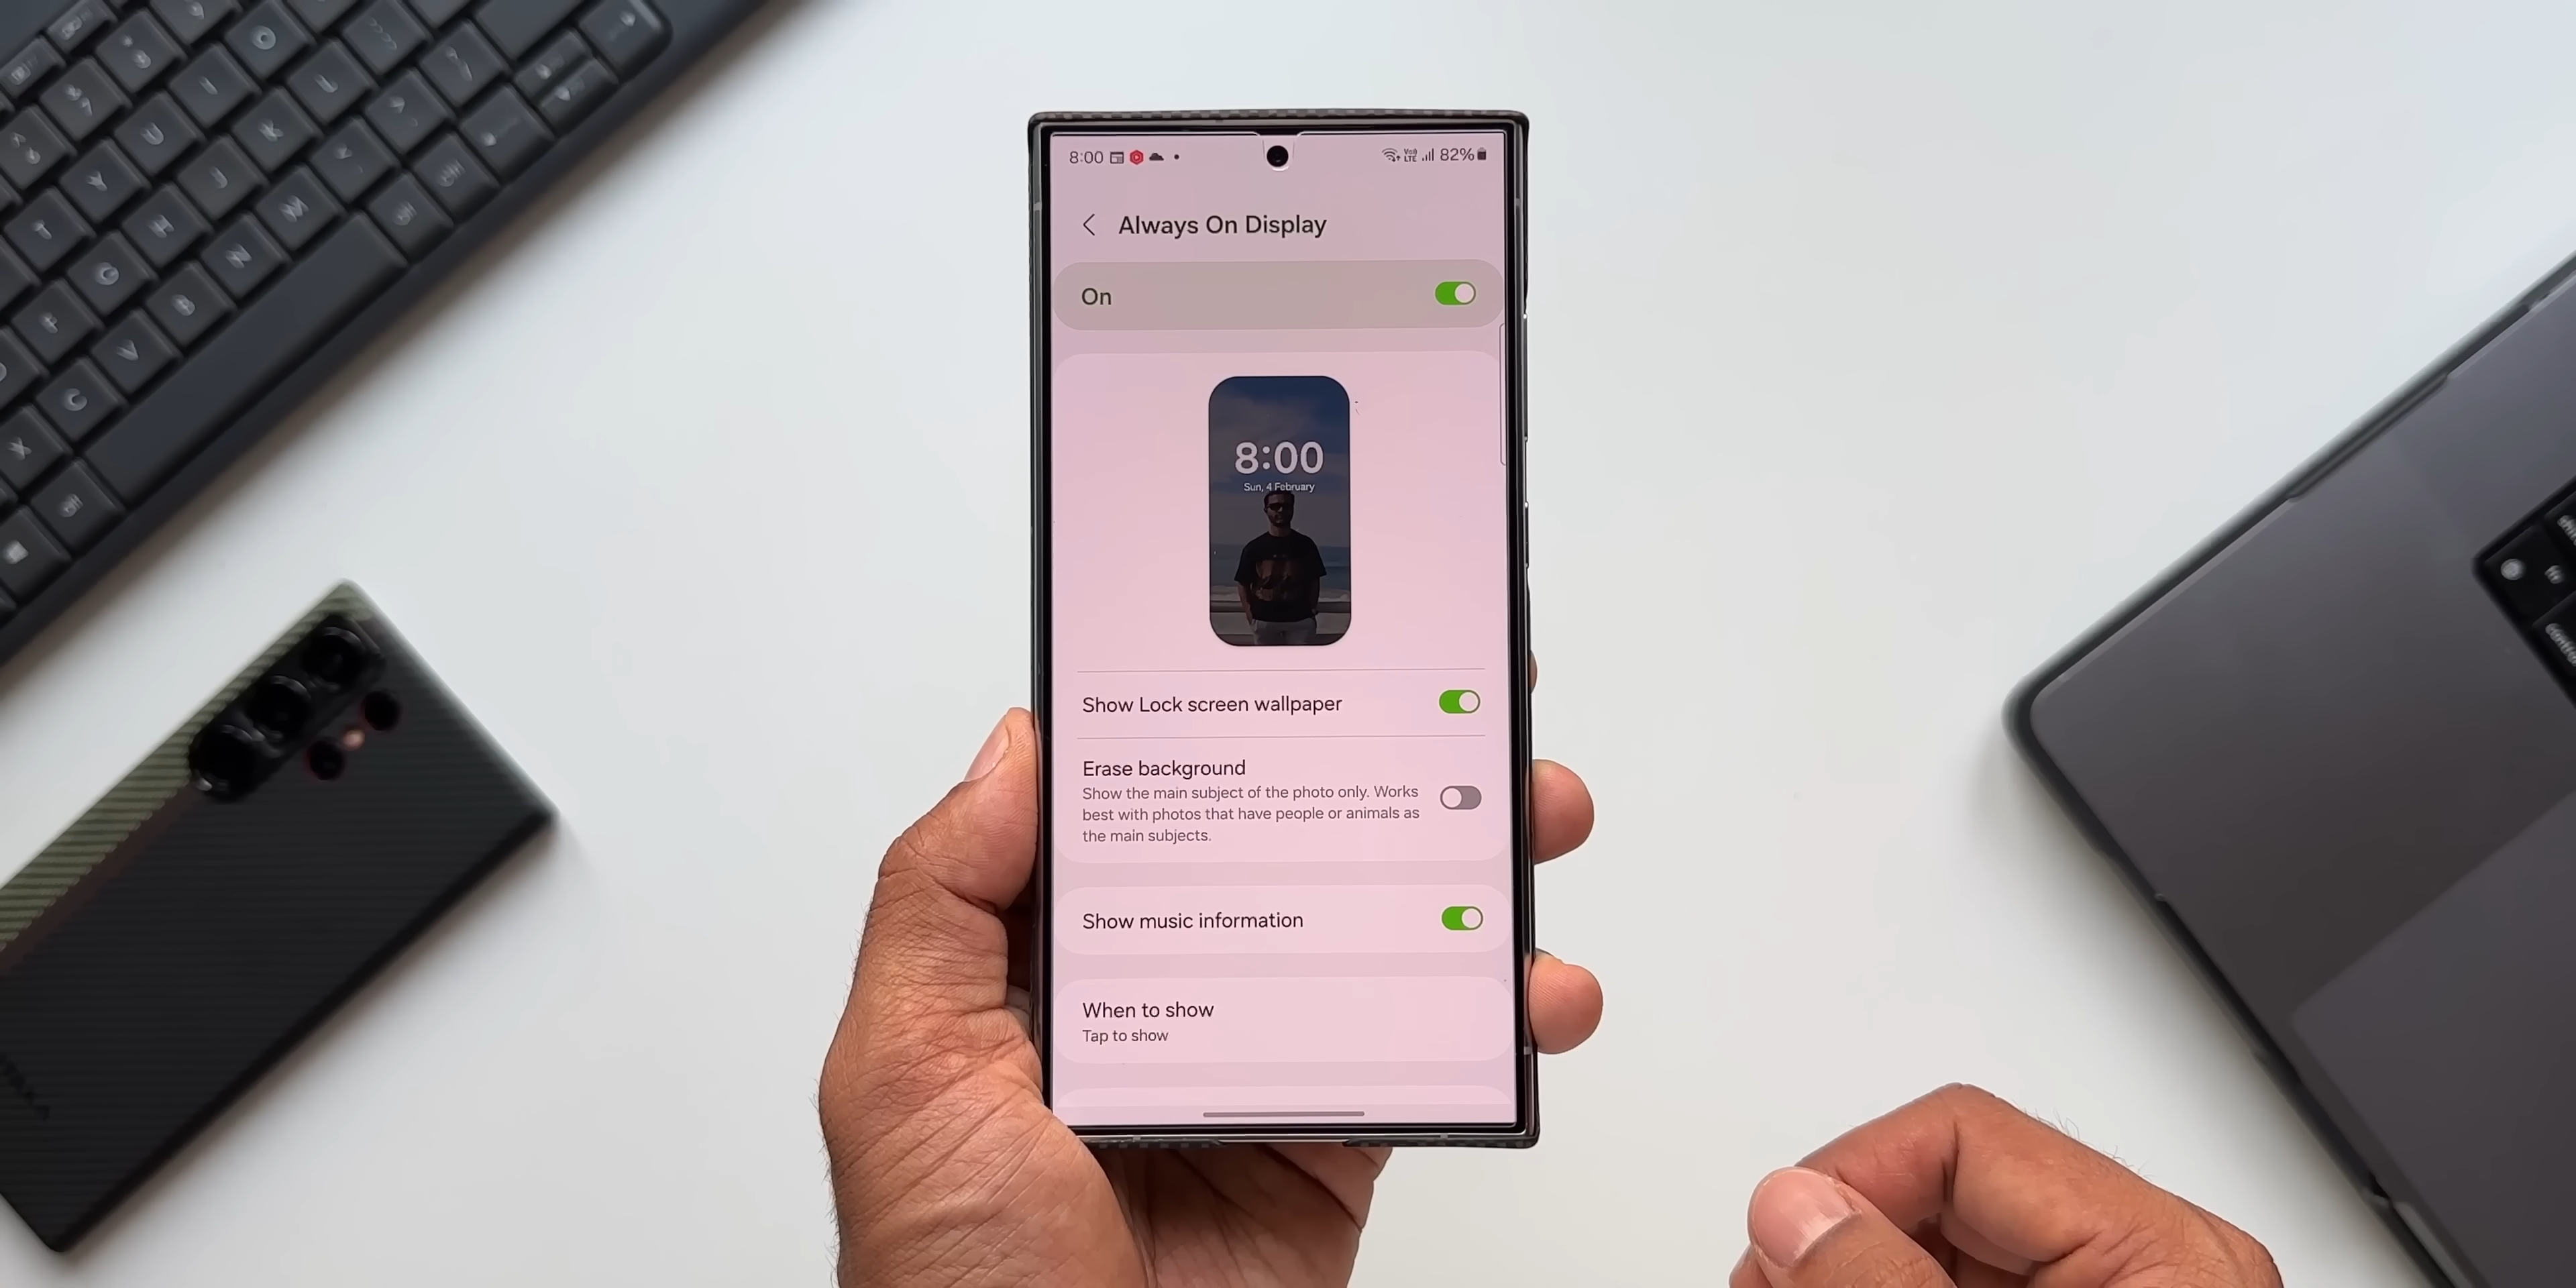 8:00
VoD LTE 82%
Always On Display
On
8:00
Sun, 4 February
Show Lock screen wallpaper
Erase background
Show the main subject of the photo only. Works
best with photos that have people or animals as
the main subjects.
Show music information
When to show
Tap to show